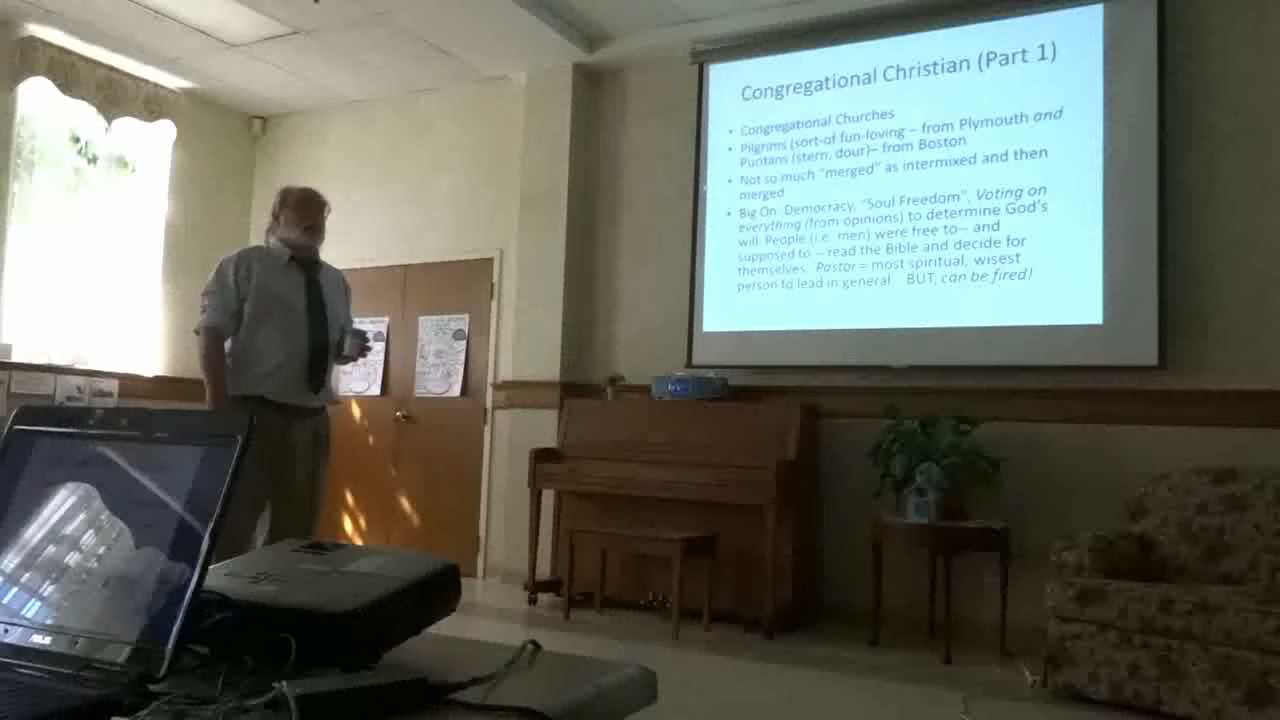 Congregational Christian (Part 1)
• Congregational Churches
• Pilgrims (sort-of fun-loving – from Plymouth and
Puritans (stern, dour)– from Boston
• Not so much "merged" as intermixed and then
merged
• Big On: Democracy, "Soul Freedom", Voting on
everything (from opinions) to determine God's
will. People (i.e. men) were free to-- and
supposed to -- read the Bible and decide for
themselves. Pastor = most spiritual, wisest
person to lead in general. BUT, can be fired!
ASUS